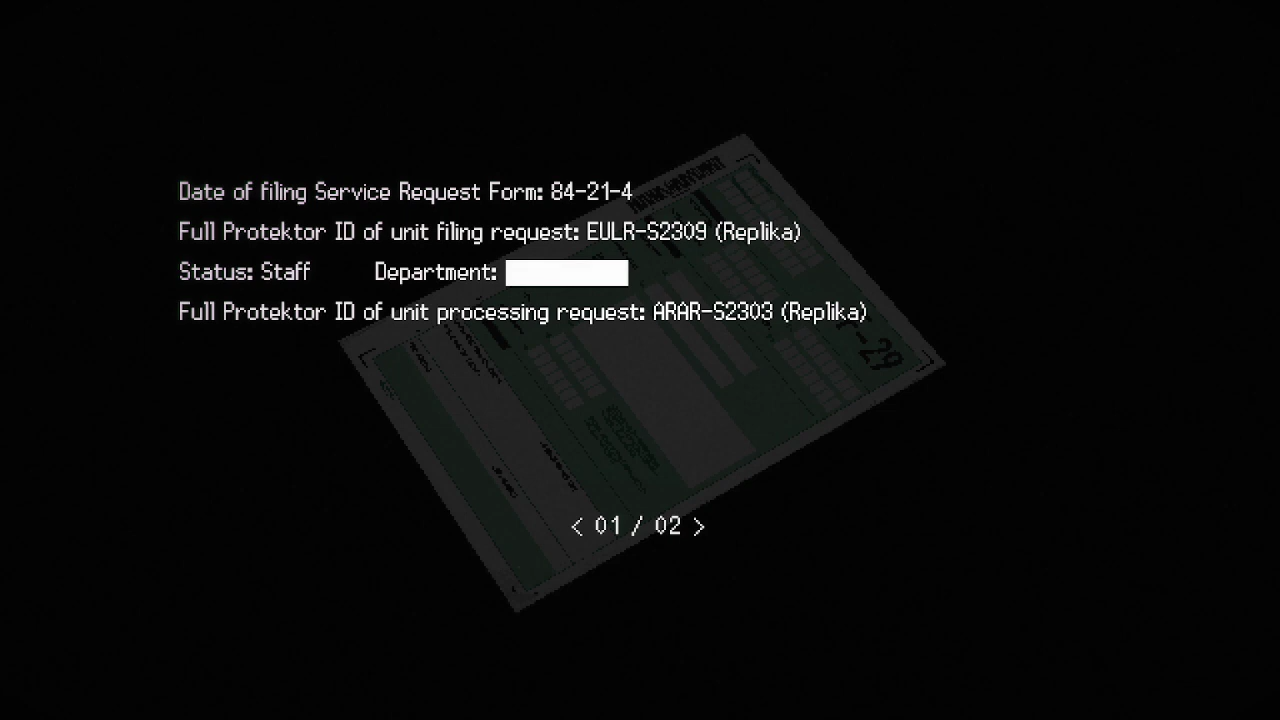 Date of filing Service Request Form: 84-21-4
Full Protektor ID of unit filing request: EULR-S2309 (Replika)
Status: Staff Department:
Full Protektor ID of unit processing request: ARAR-S2303 (Replika)
< 01 / 02 >